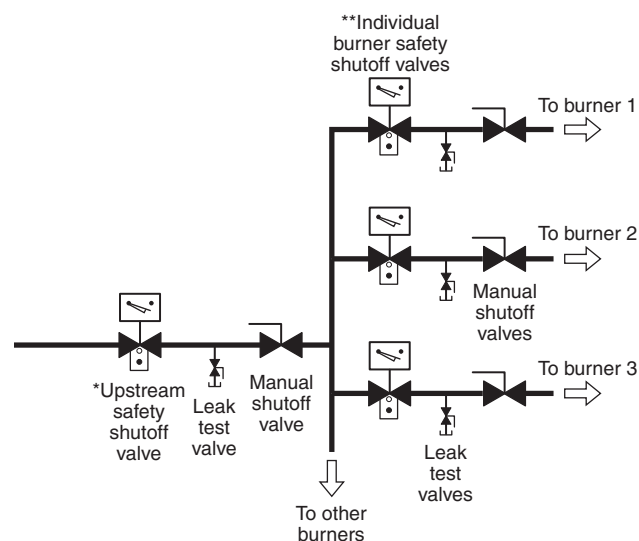 **Individual
burner safety
shutoff valves
To burner 1
To burner 2
Manual
shutoff
valves
To burner 3
*Upstream
safety
shutoff
valve
Leak
test
valve
Manual
shutoff
valve
Leak
test
valves
To other
burners